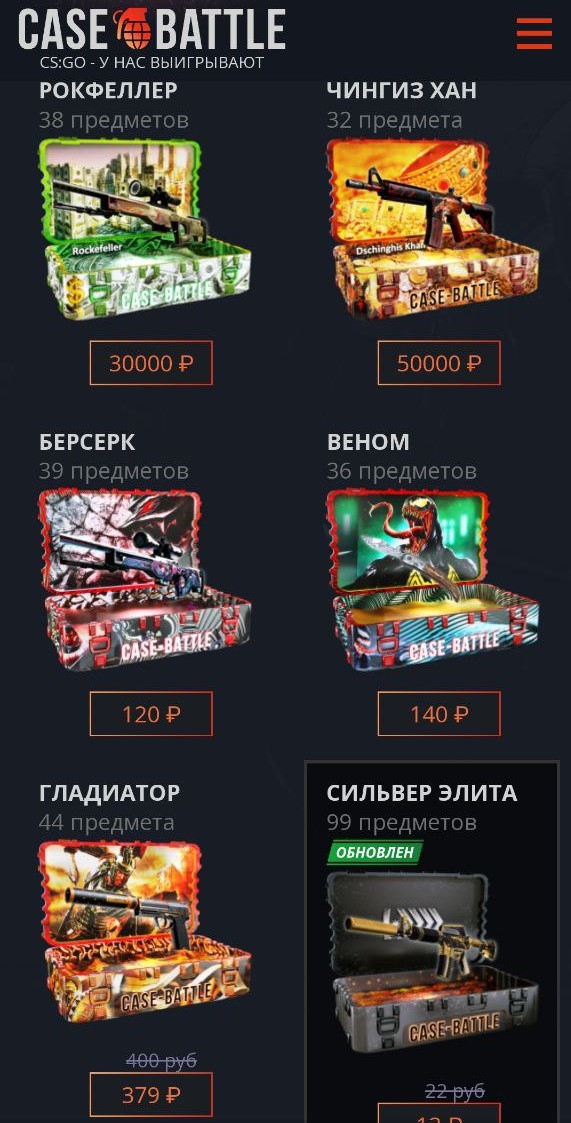 CASE BATTLE
CS:GO - У НАС ВЫИГРЫВАЮТ
РОКФЕЛЛЕР
38 предметов
Rockefeller
CASE-BATTLE
30000 ₽
ЧИНГИЗ ХАН
32 предмета
Dschinghis Khan
CASE-BATTLE
50000 ₽
БЕРСЕРК
39 предметов
CASE-BATTLE
120 ₽
ВЕНОМ
36 предметов
CASE-BATTLE
140 ₽
ГЛАДИАТОР
44 предмета
CASE-BATTLE
400 руб
379 ₽
СИЛЬВЕР ЭЛИТА
99 предметов
ОБНОВЛЕН
CASE-BATTLE
22 руб